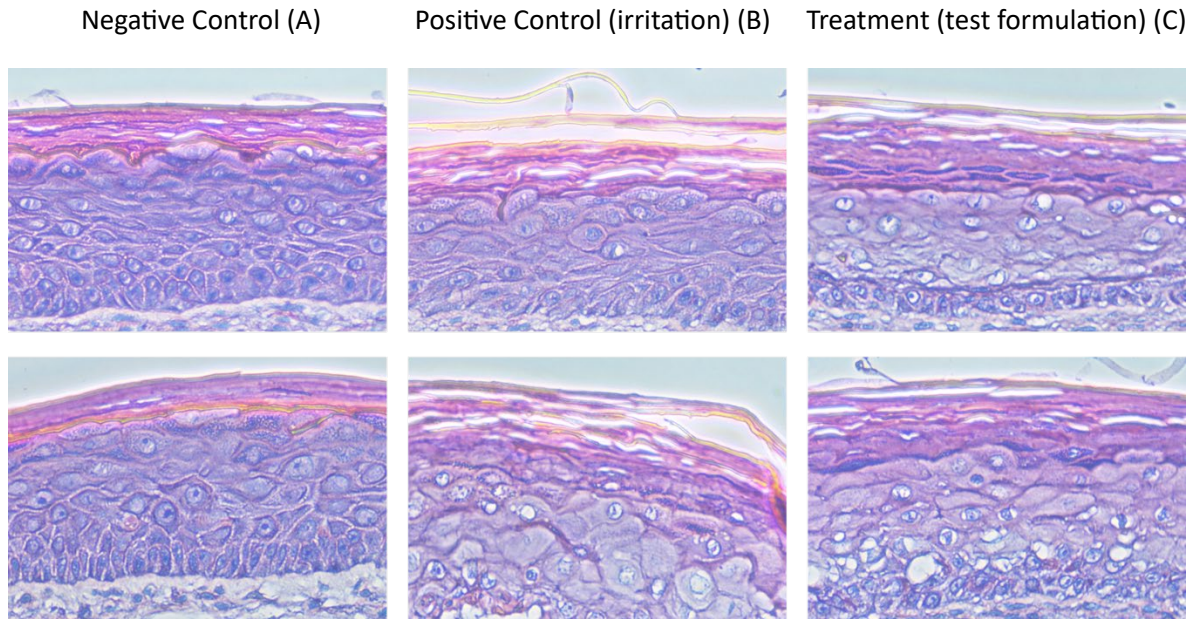 Negative Control (A)
Positive Control (irritation) (B)
Treatment (test formulation) (C)